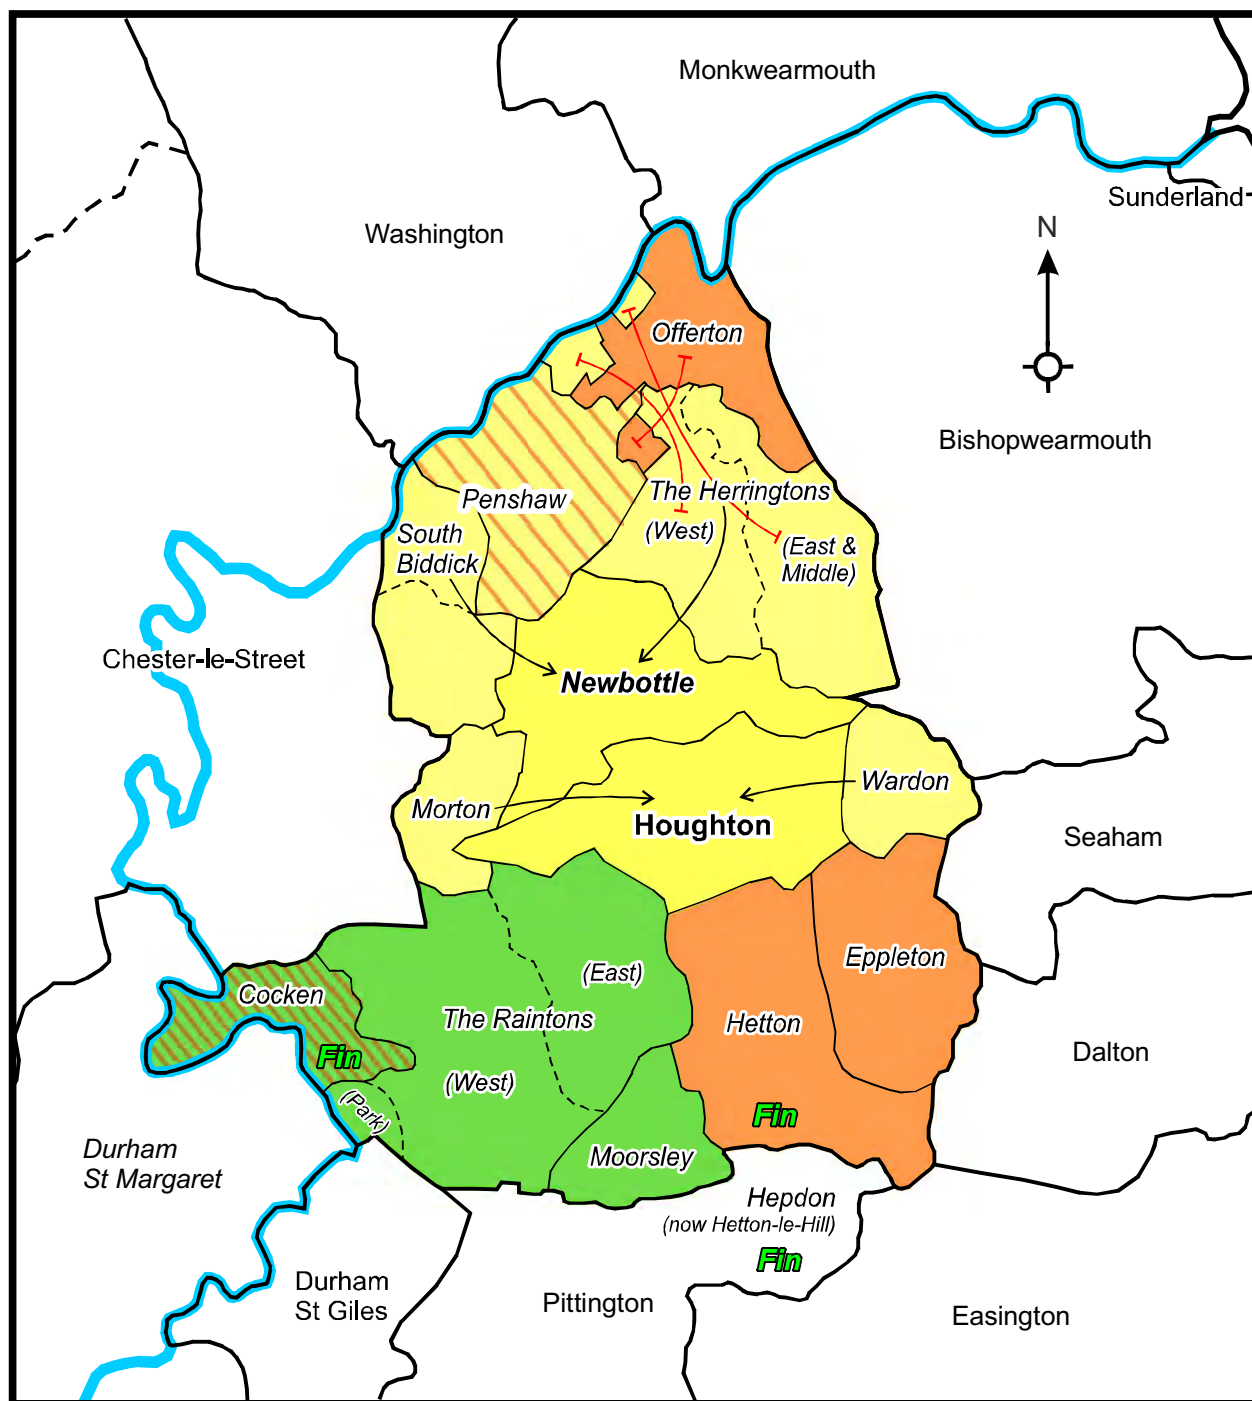 Monkwearmouth
Sunderland
Washington
N
Offerton
Bishopwearmouth
Penshaw
The Herringtons
(West)
(East &
Middle)
South
Biddick
Chester-le-Street
Newbottle
Wardon
Morton
Houghton
Seaham
Eppleton
(East)
Cocken
The Raintons
Hetton
Fin
Dalton
(West)
(Park)
Fin
Durham
St Margaret
Moorsley
Hepdon
(now Hetton-le-Hill)
Fin
Durham
St Giles
Pittington
Easington